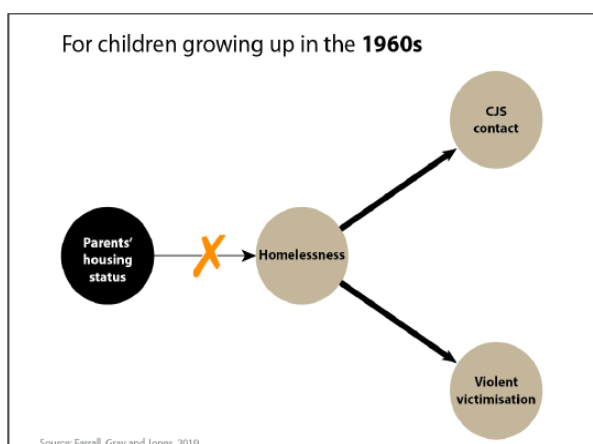 For children growing up in the 1960s
CJS
contact
Parents'
housing
status
Homelessness
Violent
victimisation
Source: Farrall, Gray and Jones, 2019